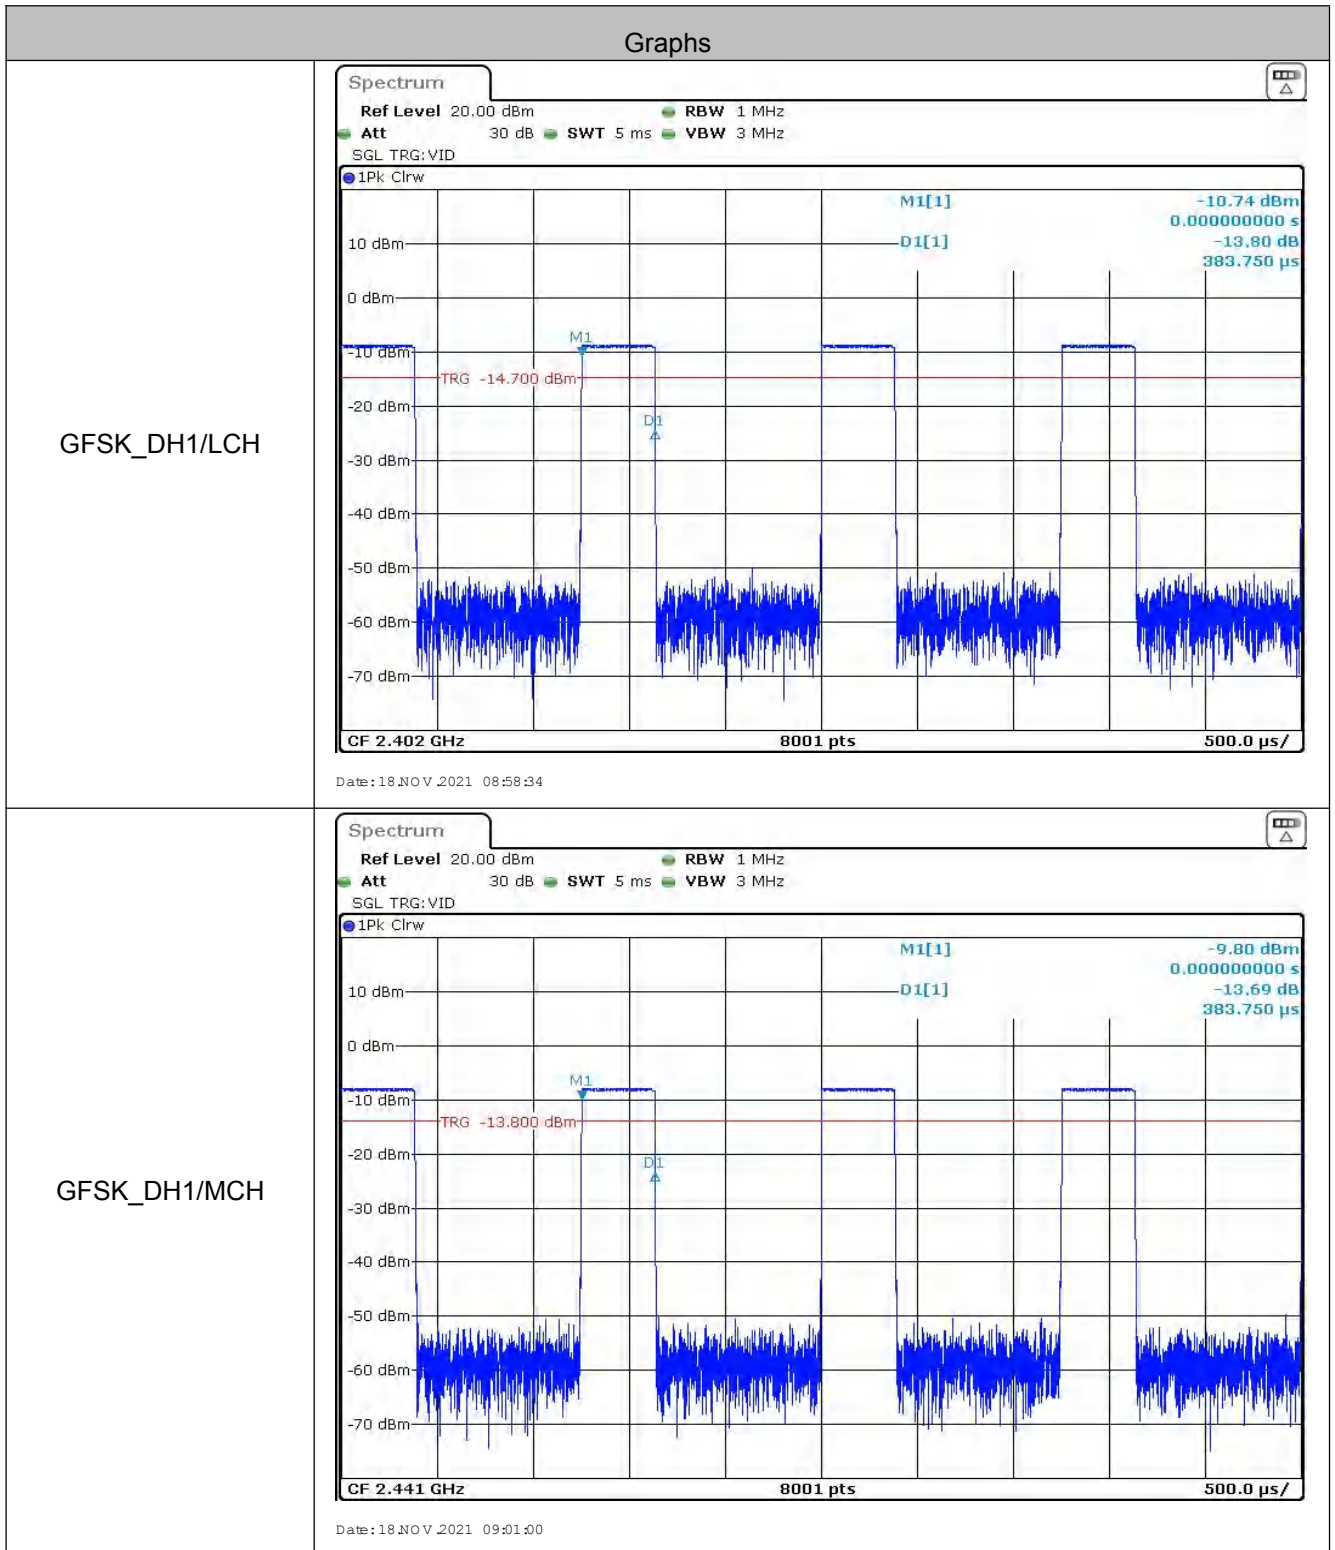 Graphs
GFSK_DH1/LCH
Spectrum
Ref Level 20.00 dBm RBW 1 MHz
Att 30 dB SWT 5 ms VBW 3 MHz
SGL TRG:VID
1Pk Clrw
M1[1] -10.74 dBm
0.000000000 s
10 dBm D1[1] -13.80 dB
383.750 µs
0 dBm
M1
-10 dBm
TRG -14.700 dBm
-20 dBm
D1
-30 dBm
-40 dBm
-50 dBm
-60 dBm
-70 dBm
CF 2.402 GHz 8001 pts 500.0 µs/
Date:18.NOV.2021 08:58:34
GFSK_DH1/MCH
Spectrum
Ref Level 20.00 dBm RBW 1 MHz
Att 30 dB SWT 5 ms VBW 3 MHz
SGL TRG:VID
1Pk Clrw
M1[1] -9.80 dBm
0.000000000 s
10 dBm D1[1] -13.69 dB
383.750 µs
0 dBm
M1
-10 dBm
TRG -13.800 dBm
-20 dBm
D1
-30 dBm
-40 dBm
-50 dBm
-60 dBm
-70 dBm
CF 2.441 GHz 8001 pts 500.0 µs/
Date:18.NOV.2021 09:01:00